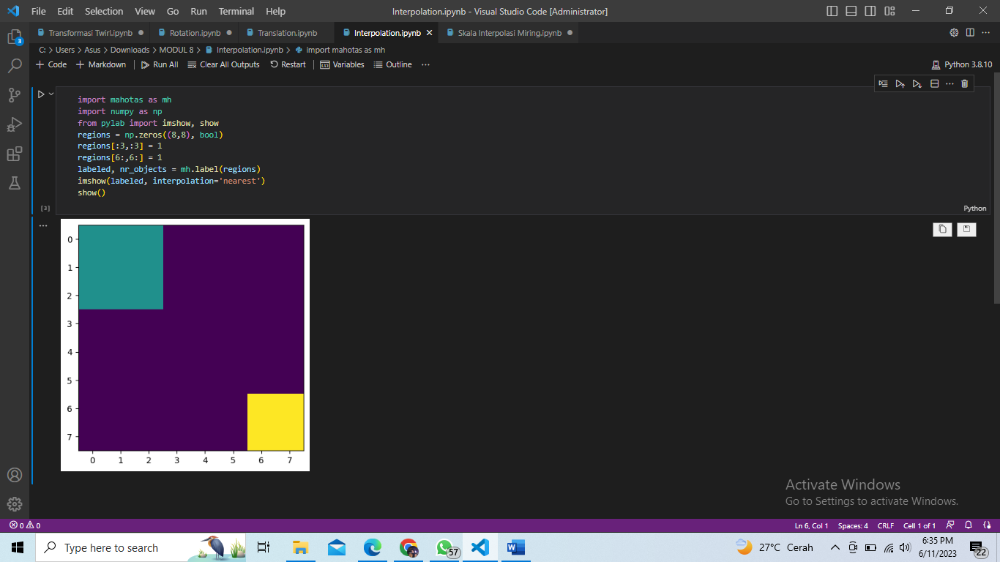 File Edit Selection View Go Run Terminal Help Interpolation.ipynb - Visual Studio Code [Administrator]
3
Transformasi Twirl.ipynb Rotation.ipynb Translation.ipynb Interpolation.ipynb Skala Interpolasi Miring.ipynb
C: > Users > Asus > Downloads > MODUL 8 > Interpolation.ipynb > import mahotas as mh
+ Code + Markdown Run All Clear All Outputs Restart Variables Outline ... Python 3.8.10
import mahotas as mh
import numpy as np
from pylab import imshow, show
regions = np.zeros((8,8), bool)
regions[:3,:3] = 1
regions[6:,6:] = 1
labeled, nr_objects = mh.label(regions)
imshow(labeled, interpolation='nearest')
show()
[3] Python
0
1
2
3
4
5
6
7
0 1 2 3 4 5 6 7
Activate Windows
Go to Settings to activate Windows.
0 0 Ln 6, Col 1 Spaces: 4 CRLF Cell 1 of 1
Type here to search 57 27°C Cerah 6:35 PM
6/11/2023 22